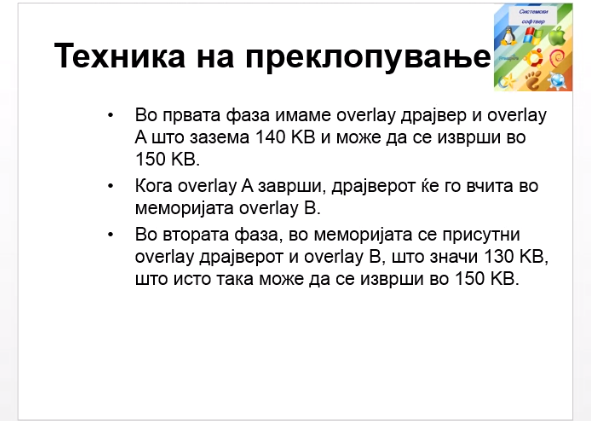 Системски
софтвер
Техника на преклопување
• Во првата фаза имаме overlay драјвер и overlay
А што зазема 140 KB и може да се изврши во
150 KB.
• Кога overlay A заврши, драјверот ќе го вчита во
меморијата overlay B.
• Во втората фаза, во меморијата се присутни
overlay драјверот и overlay B, што значи 130 KB,
што исто така може да се изврши во 150 KB.